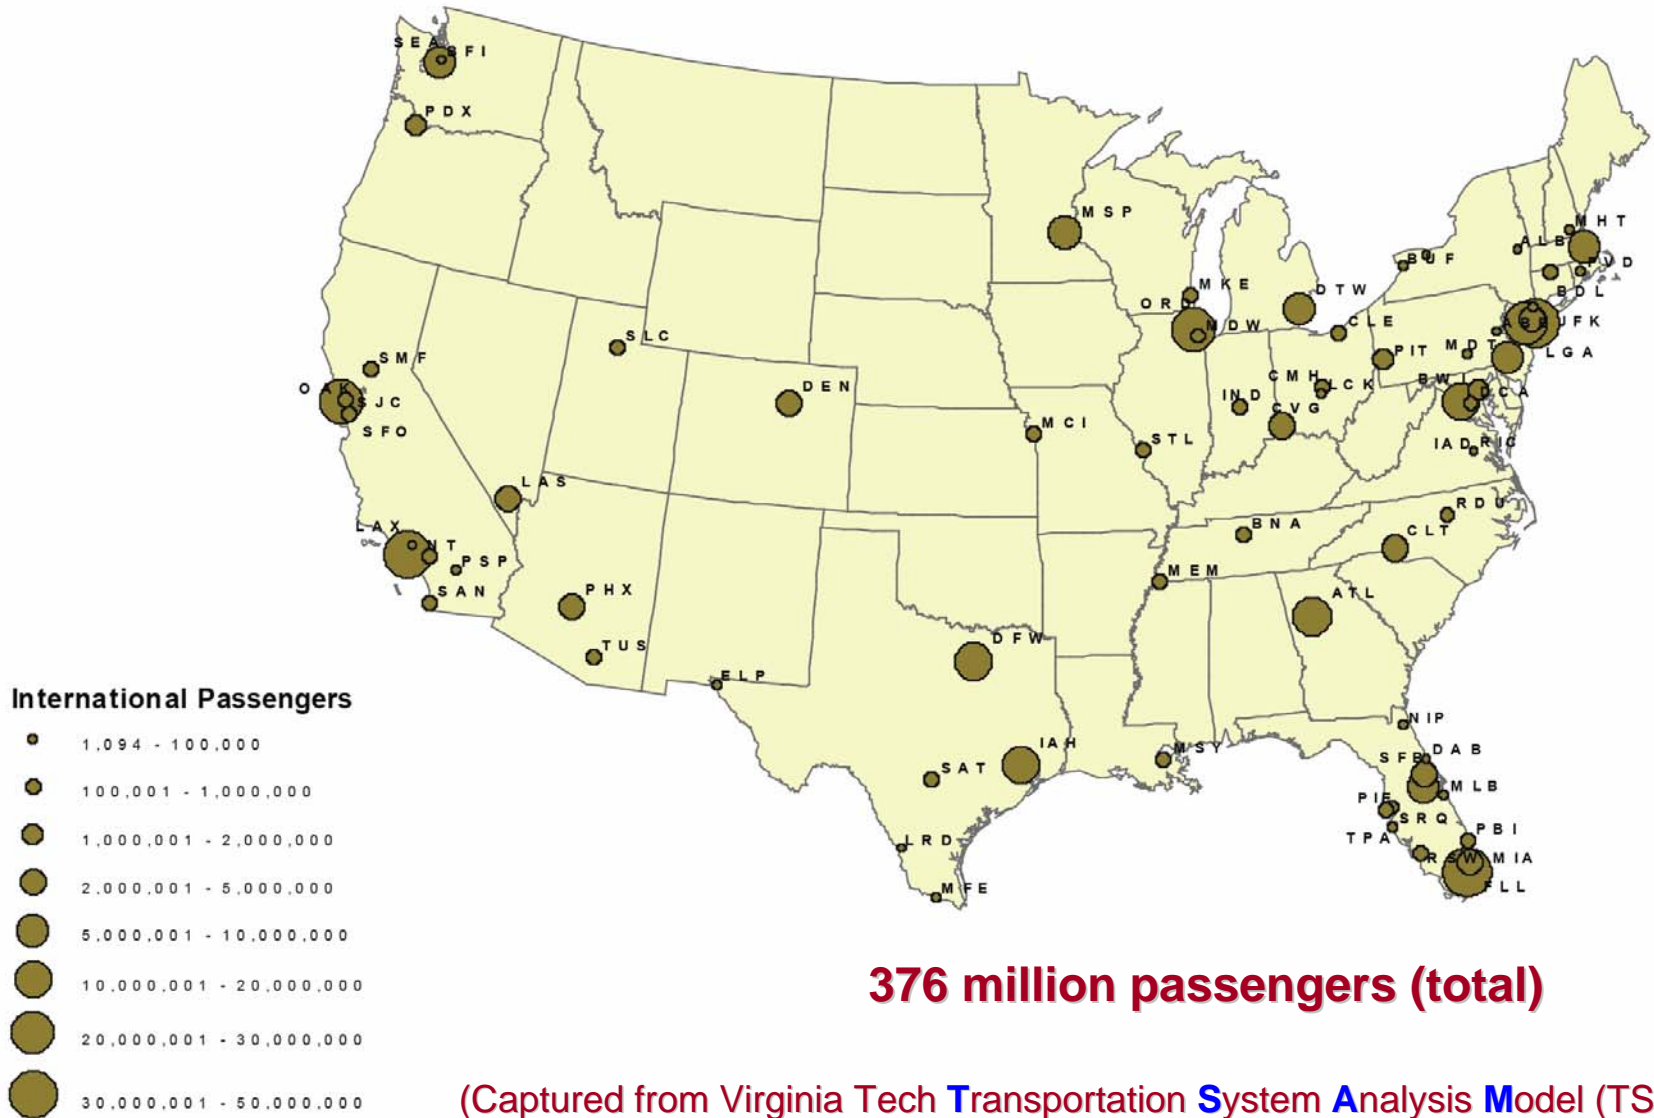 SEA BFI
PDX
MSP
MHT
ALB
BUF
PVD
BDL
MKE
DTW
ORD
MDW
CLE
JFK
LGA
SLC
SMF
PIT
MDT
OAK
SJC
SFO
DEN
CMH
LCK
BWI
DCA
IND
CVG
MCI
STL
IAD RIC
LAS
LAX
ONT
PSP
SAN
RDU
BNA
CLT
MEM
PHX
ATL
TUS
DFW
ELP
International Passengers
1,094 - 100,000
100,001 - 1,000,000
1,000,001 - 2,000,000
2,000,001 - 5,000,000
5,000,001 - 10,000,000
10,000,001 - 20,000,000
20,000,001 - 30,000,000
30,000,001 - 50,000,000
NIP
IAH
MSY
SAT
SFB
DAB
MLB
PIE
SRQ
TPA
PBI
LRD
RSW
MIA
MFE
FLL
376 million passengers (total)
(Captured from Virginia Tech Transportation System Analysis Model (TS